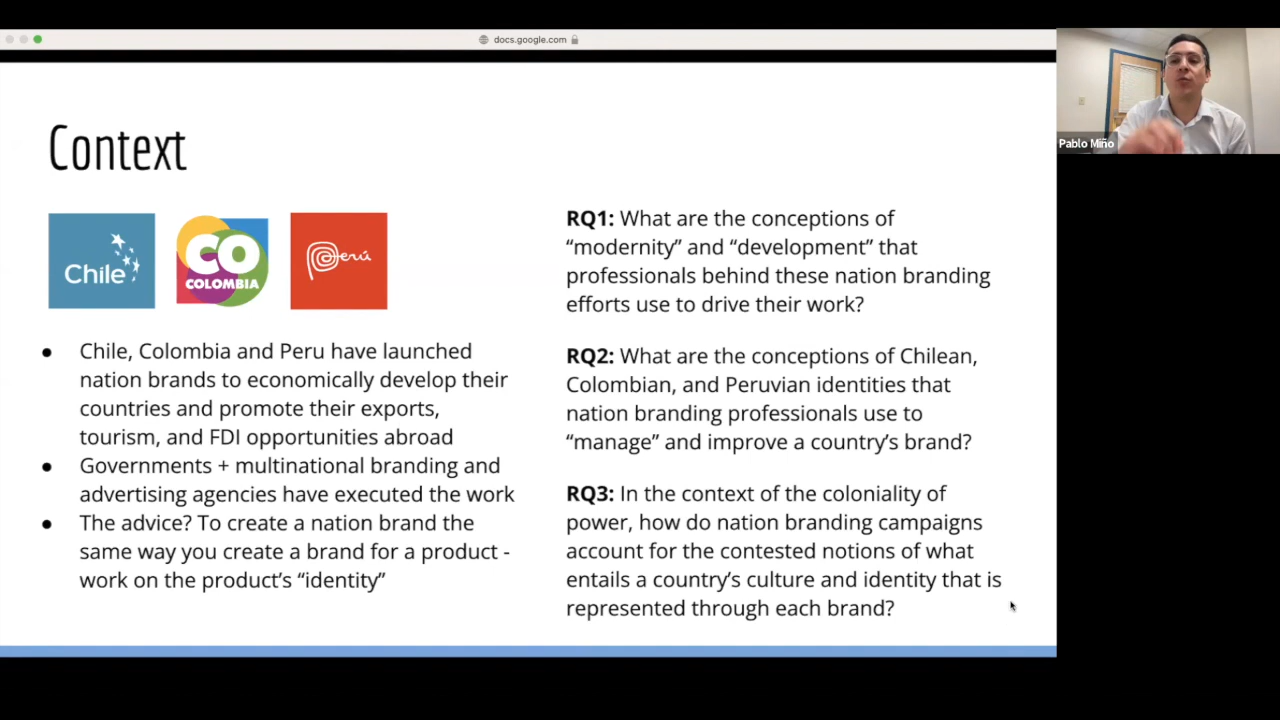 docs.google.com
Context
Chile
CO
COLOMBIA
Perú
● Chile, Colombia and Peru have launched
nation brands to economically develop their
countries and promote their exports,
tourism, and FDI opportunities abroad
● Governments + multinational branding and
advertising agencies have executed the work
● The advice? To create a nation brand the
same way you create a brand for a product -
work on the product’s “identity”
RQ1: What are the conceptions of
“modernity” and “development” that
professionals behind these nation branding
efforts use to drive their work?
RQ2: What are the conceptions of Chilean,
Colombian, and Peruvian identities that
nation branding professionals use to
“manage” and improve a country’s brand?
RQ3: In the context of the coloniality of
power, how do nation branding campaigns
account for the contested notions of what
entails a country’s culture and identity that is
represented through each brand?
Pablo Miño